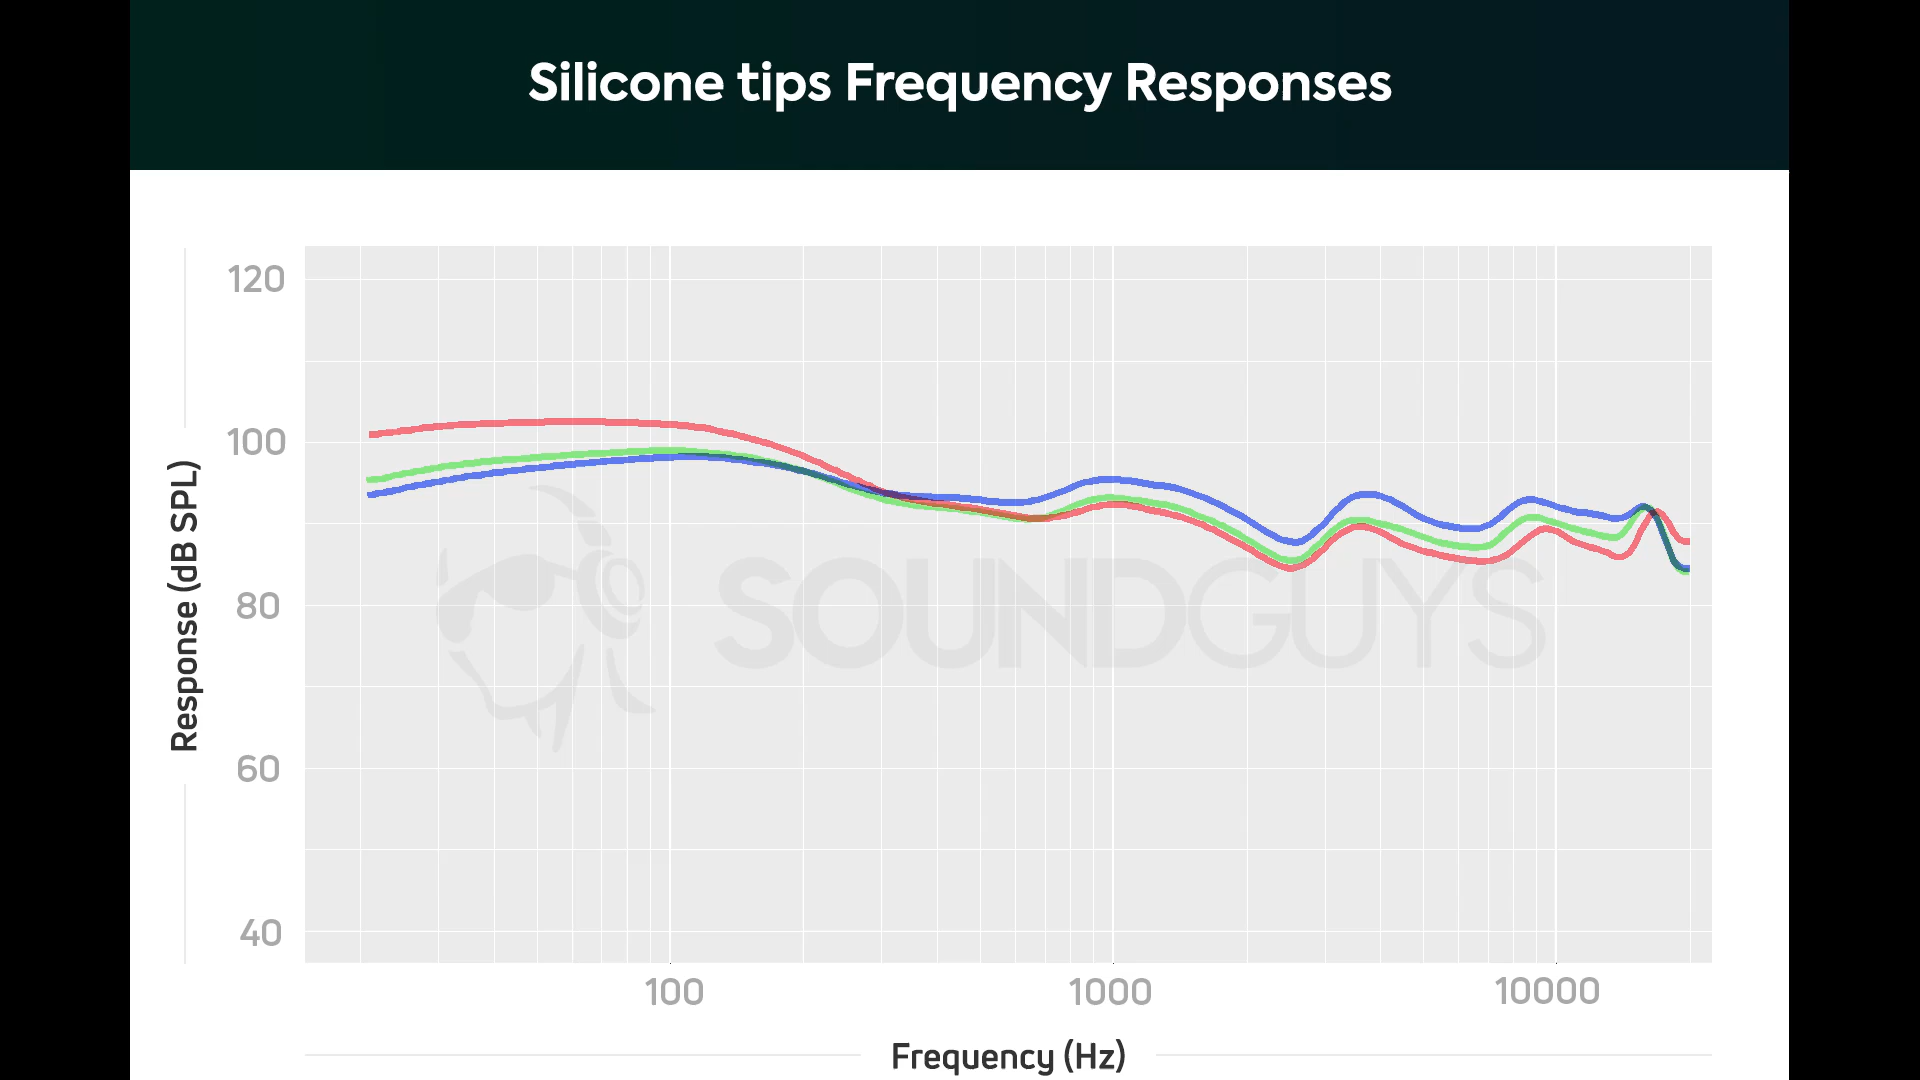 Silicone tips Frequency Responses
120
100
80
60
40
Response (dB SPL)
SOUNDGUYS
100
1000
10000
Frequency (Hz)